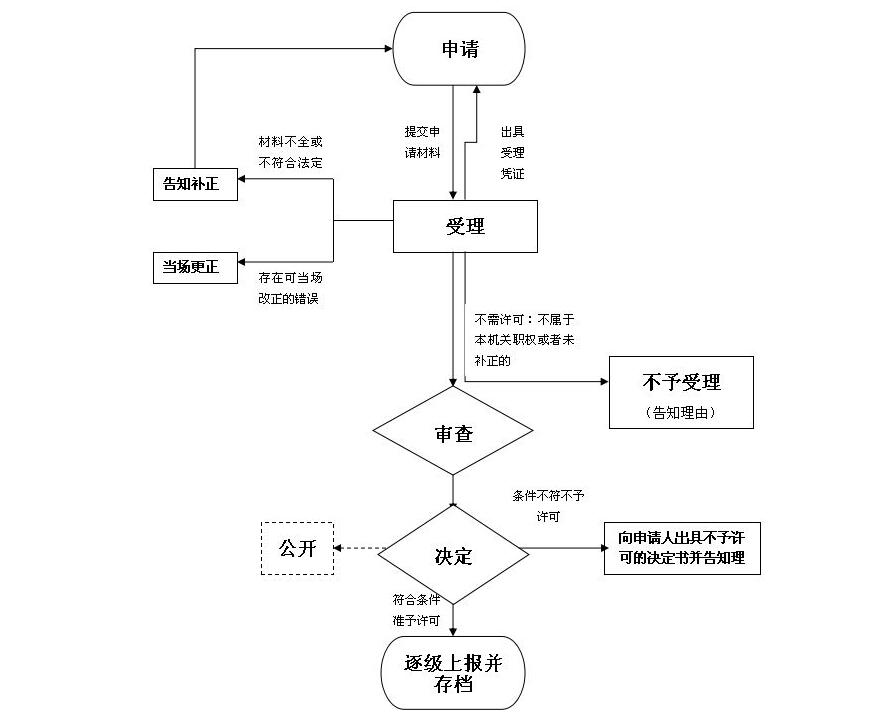 申请
提交申
请材料
出具
受理
凭证
材料不全或
不符合法定
告知补正
受理
当场更正
存在可当场
改正的错误
不需许可：不属于
本机关职权或者未
补正的
不予受理
（告知理由）
审查
条件不符不予
许可
公开
决定
向申请人出具不予许
可的决定书并告知理
符合条件
准予许可
逐级上报并
存档